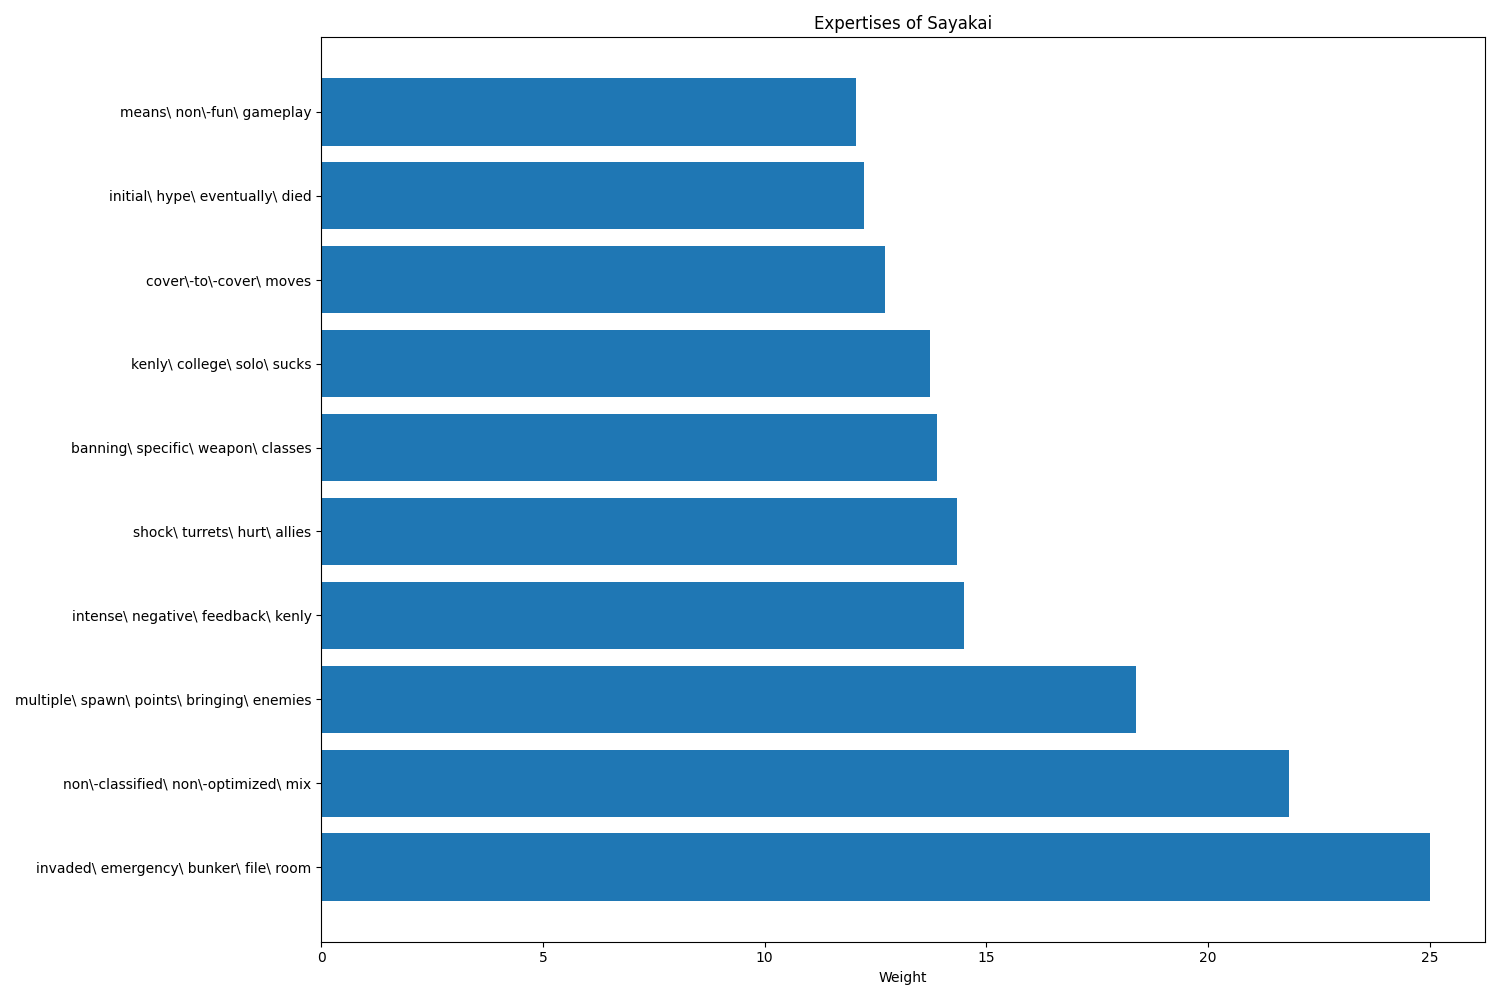 Expertises of Sayakai
means\ non\-fun\ gameplay
initial\ hype\ eventually\ died
cover\-to\-cover\ moves
kenly\ college\ solo\ sucks
banning\ specific\ weapon\ classes
shock\ turrets\ hurt\ allies
intense\ negative\ feedback\ kenly
multiple\ spawn\ points\ bringing\ enemies
non\-classified\ non\-optimized\ mix
invaded\ emergency\ bunker\ file\ room
0 5 10 15 20 25
Weight